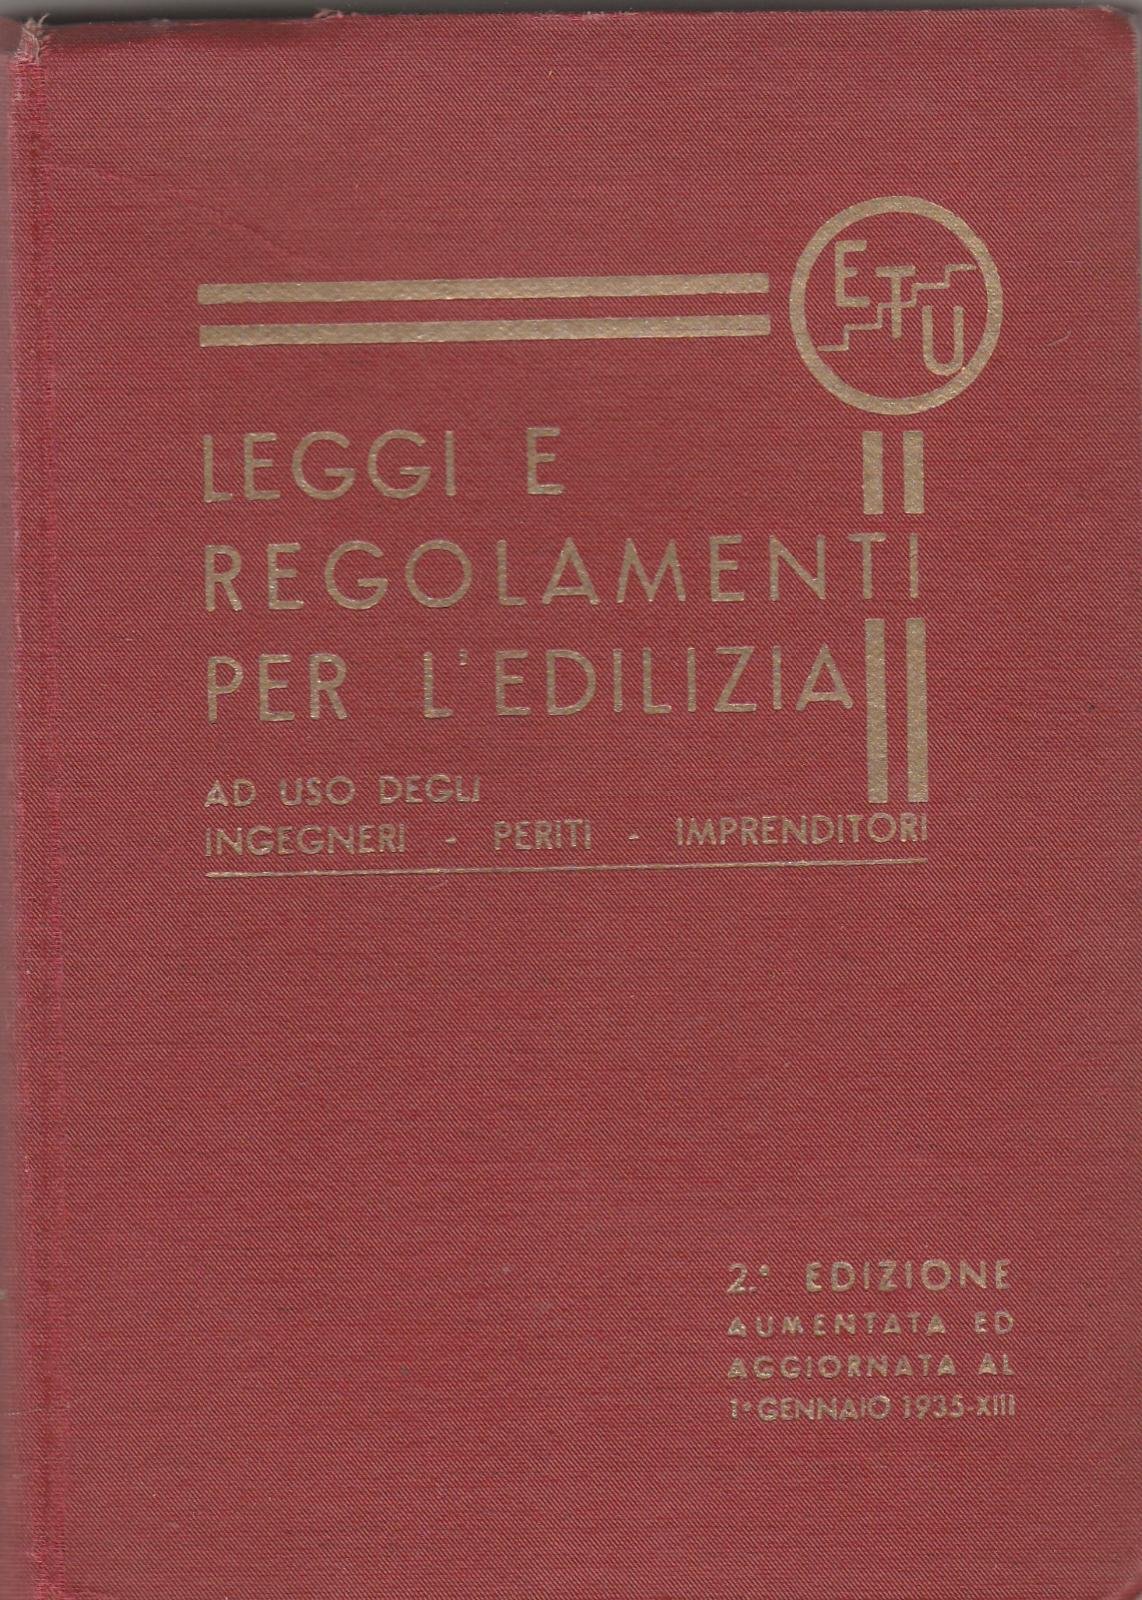 ETU
LEGGI E
REGOLAMENTI
PER L'EDILIZIA
AD USO DEGLI
INGEGNERI - PERITI - IMPRENDITORI
2.ª EDIZIONE
AUMENTATA ED
AGGIORNATA AL
1° GENNAIO 1935-XIII